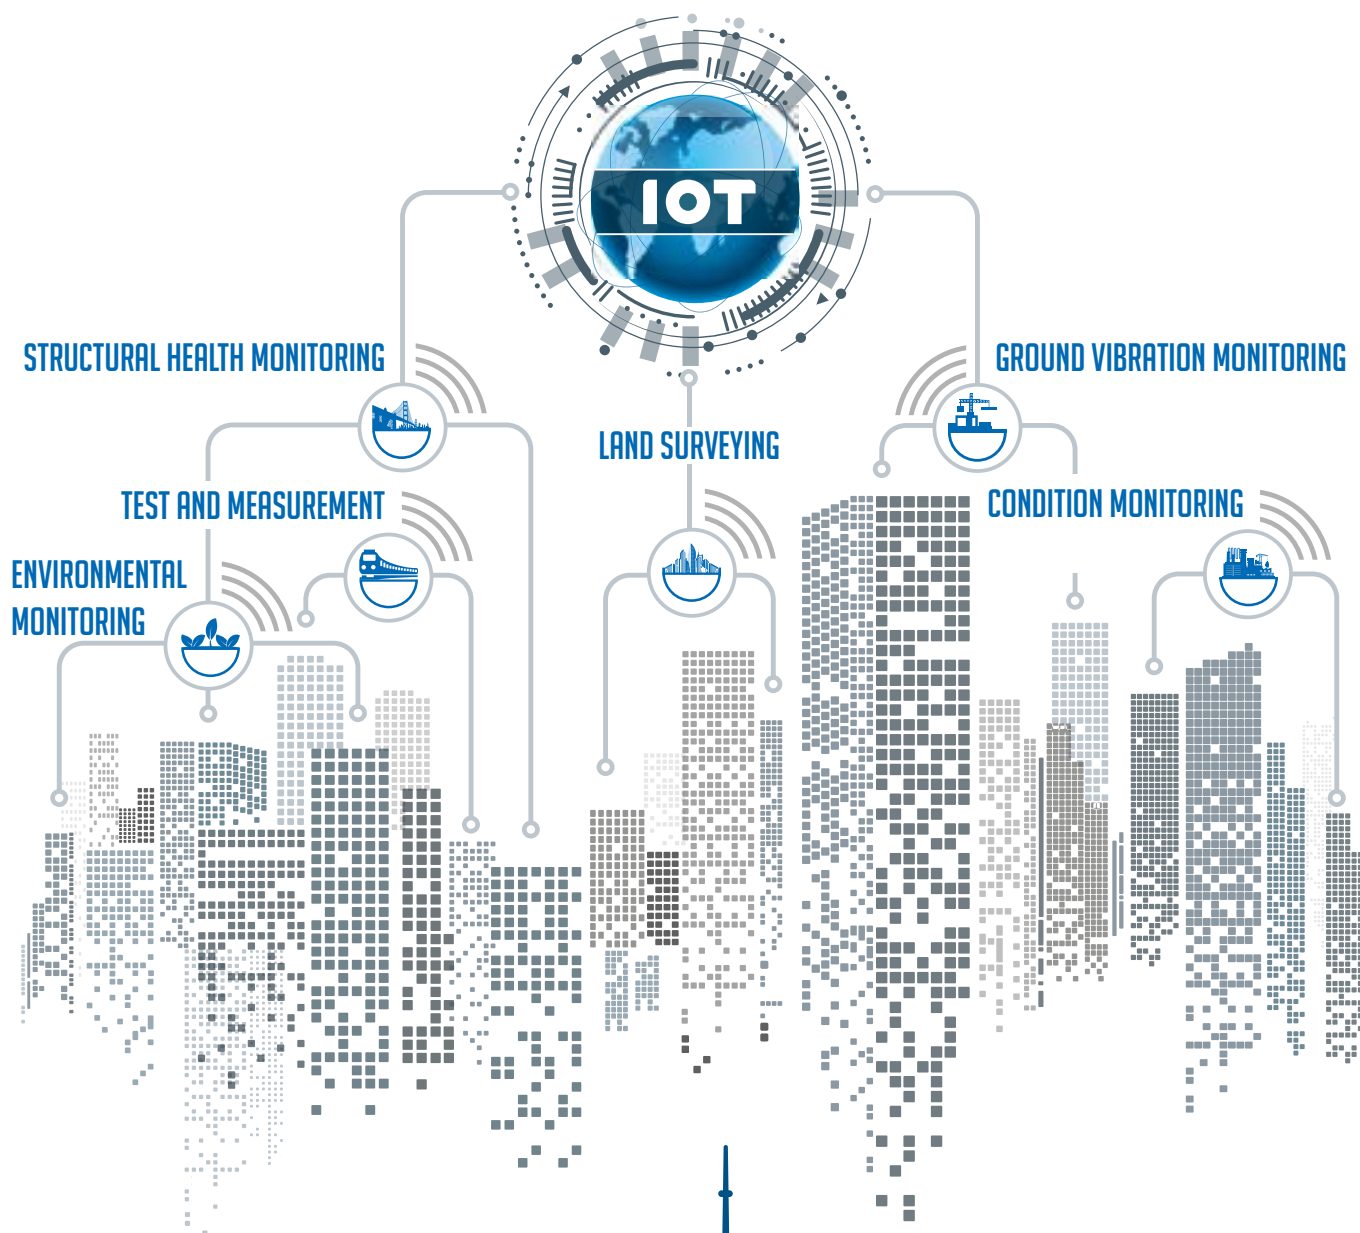 IOT
STRUCTURAL HEALTH MONITORING
GROUND VIBRATION MONITORING
LAND SURVEYING
TEST AND MEASUREMENT
CONDITION MONITORING
ENVIRONMENTAL
MONITORING